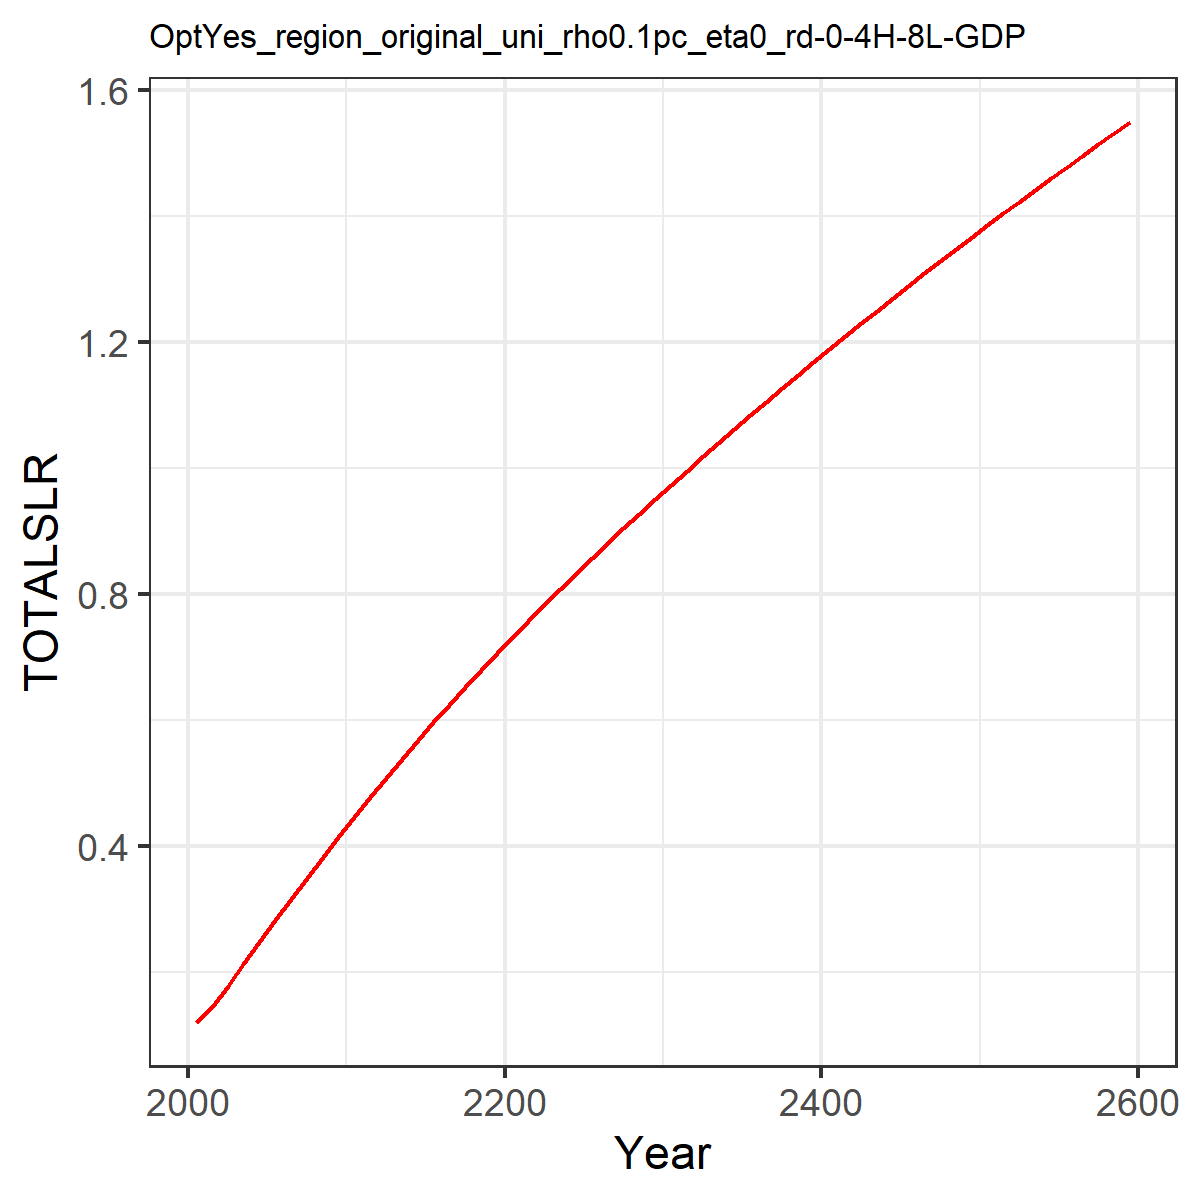 OptYes_region_original_uni_rho0.1pc_eta0_rd-0-4H-8L-GDP
1.6
1.2
0.8
0.4
TOTALSLR
2000 2200 2400 2600
Year